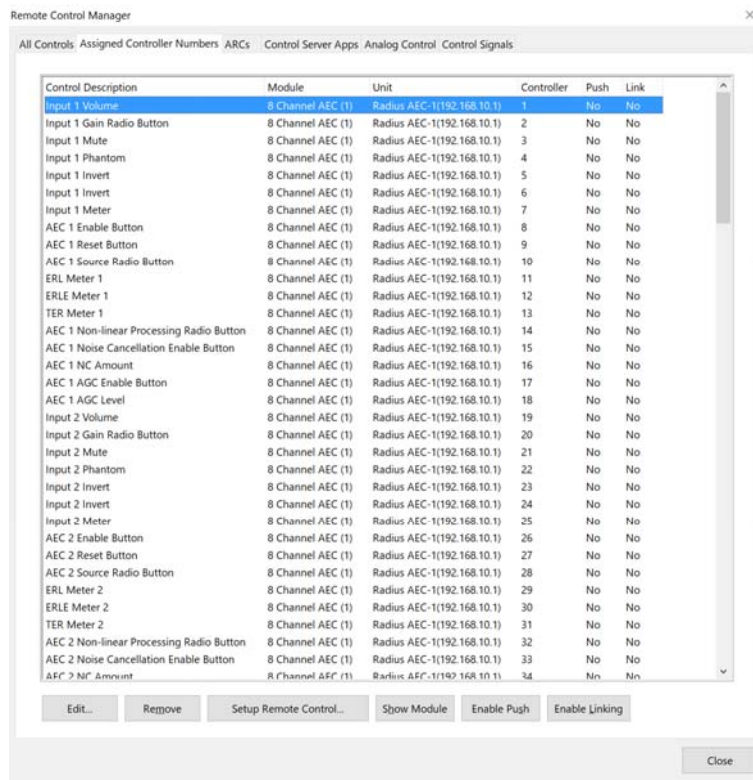 Remote Control Manager
All Controls Assigned Controller Numbers ARCs Control Server Apps Analog Control Control Signals
Control Description Module Unit Controller Push Link
Input 1 Volume 8 Channel AEC (1) Radius AEC-1(192.168.10.1) 1 No No
Input 1 Gain Radio Button 8 Channel AEC (1) Radius AEC-1(192.168.10.1) 2 No No
Input 1 Mute 8 Channel AEC (1) Radius AEC-1(192.168.10.1) 3 No No
Input 1 Phantom 8 Channel AEC (1) Radius AEC-1(192.168.10.1) 4 No No
Input 1 Invert 8 Channel AEC (1) Radius AEC-1(192.168.10.1) 5 No No
Input 1 Invert 8 Channel AEC (1) Radius AEC-1(192.168.10.1) 6 No No
Input 1 Meter 8 Channel AEC (1) Radius AEC-1(192.168.10.1) 7 No No
AEC 1 Enable Button 8 Channel AEC (1) Radius AEC-1(192.168.10.1) 8 No No
AEC 1 Reset Button 8 Channel AEC (1) Radius AEC-1(192.168.10.1) 9 No No
AEC 1 Source Radio Button 8 Channel AEC (1) Radius AEC-1(192.168.10.1) 10 No No
ERL Meter 1 8 Channel AEC (1) Radius AEC-1(192.168.10.1) 11 No No
ERLE Meter 1 8 Channel AEC (1) Radius AEC-1(192.168.10.1) 12 No No
TER Meter 1 8 Channel AEC (1) Radius AEC-1(192.168.10.1) 13 No No
AEC 1 Non-linear Processing Radio Button 8 Channel AEC (1) Radius AEC-1(192.168.10.1) 14 No No
AEC 1 Noise Cancellation Enable Button 8 Channel AEC (1) Radius AEC-1(192.168.10.1) 15 No No
AEC 1 NC Amount 8 Channel AEC (1) Radius AEC-1(192.168.10.1) 16 No No
AEC 1 AGC Enable Button 8 Channel AEC (1) Radius AEC-1(192.168.10.1) 17 No No
AEC 1 AGC Level 8 Channel AEC (1) Radius AEC-1(192.168.10.1) 18 No No
Input 2 Volume 8 Channel AEC (1) Radius AEC-1(192.168.10.1) 19 No No
Input 2 Gain Radio Button 8 Channel AEC (1) Radius AEC-1(192.168.10.1) 20 No No
Input 2 Mute 8 Channel AEC (1) Radius AEC-1(192.168.10.1) 21 No No
Input 2 Phantom 8 Channel AEC (1) Radius AEC-1(192.168.10.1) 22 No No
Input 2 Invert 8 Channel AEC (1) Radius AEC-1(192.168.10.1) 23 No No
Input 2 Invert 8 Channel AEC (1) Radius AEC-1(192.168.10.1) 24 No No
Input 2 Meter 8 Channel AEC (1) Radius AEC-1(192.168.10.1) 25 No No
AEC 2 Enable Button 8 Channel AEC (1) Radius AEC-1(192.168.10.1) 26 No No
AEC 2 Reset Button 8 Channel AEC (1) Radius AEC-1(192.168.10.1) 27 No No
AEC 2 Source Radio Button 8 Channel AEC (1) Radius AEC-1(192.168.10.1) 28 No No
ERL Meter 2 8 Channel AEC (1) Radius AEC-1(192.168.10.1) 29 No No
ERLE Meter 2 8 Channel AEC (1) Radius AEC-1(192.168.10.1) 30 No No
TER Meter 2 8 Channel AEC (1) Radius AEC-1(192.168.10.1) 31 No No
AEC 2 Non-linear Processing Radio Button 8 Channel AEC (1) Radius AEC-1(192.168.10.1) 32 No No
AEC 2 Noise Cancellation Enable Button 8 Channel AEC (1) Radius AEC-1(192.168.10.1) 33 No No
AEC 2 NC Amount 8 Channel AEC (1) Radius AEC-1(192.168.10.1) 34 No No
Edit... Remove Setup Remote Control... Show Module Enable Push Enable Linking
Close